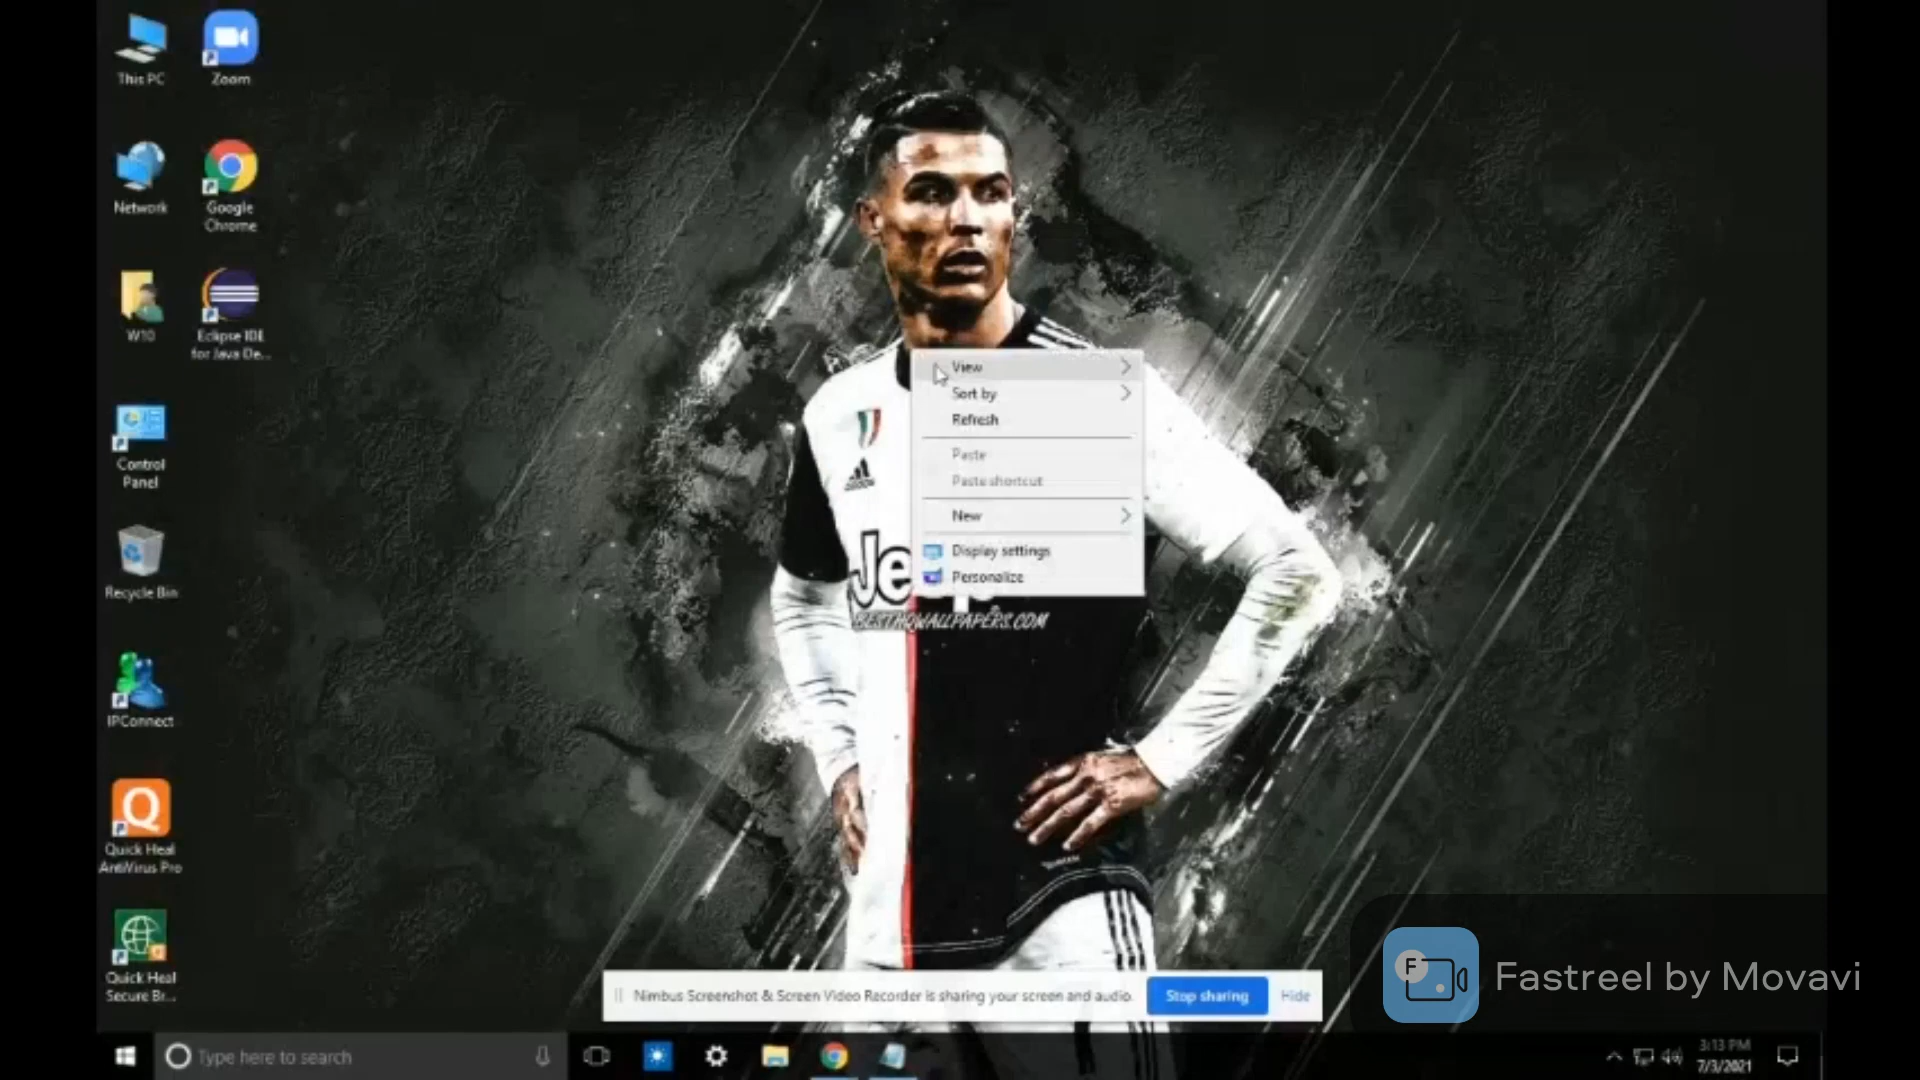 This PC
Zoom
Network
Google
Chrome
W10
Eclipse IDE
for Java De...
Control
Panel
Recycle Bin
IPConnect
Quick Heal
AntiVirus Pro
Quick Heal
Secure Br...
View
Sort by
Refresh
Paste
Paste shortcut
New
Display settings
Personalize
adidas
Jeep
BESTHQWALLPAPERS.COM
Nimbus Screenshot & Screen Video Recorder is sharing your screen and audio.
Stop sharing
Hide
F
Fastreel by Movavi
Type here to search
3:13 PM
7/3/2021